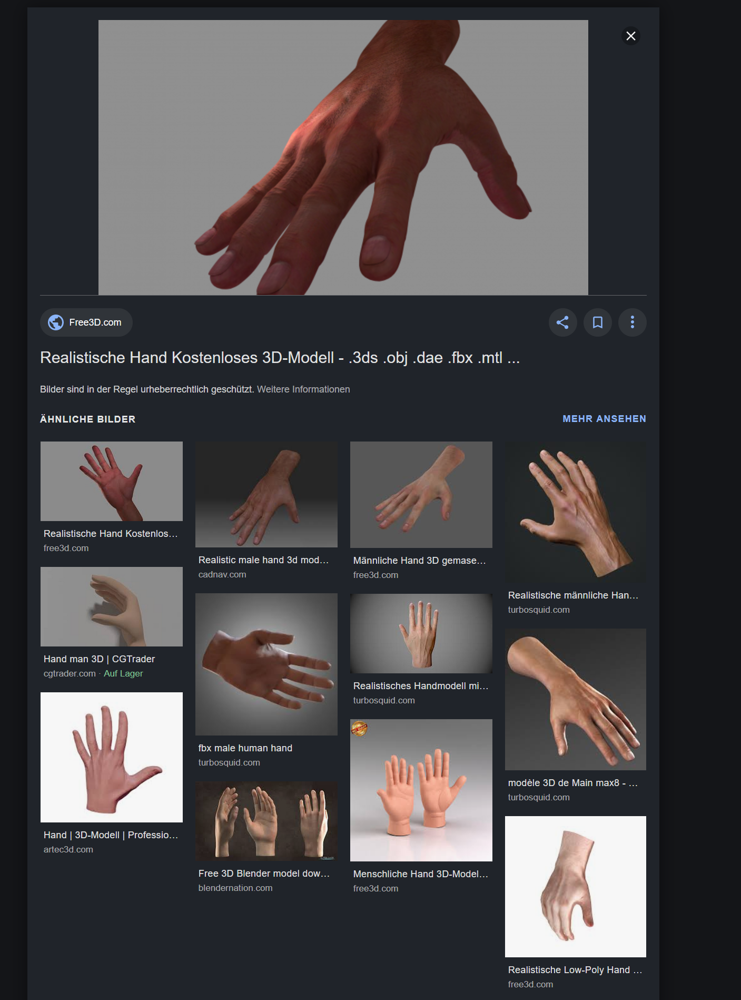 Free3D.com
Realistische Hand Kostenloses 3D-Modell - .3ds .obj .dae .fbx .mtl ...
Bilder sind in der Regel urheberrechtlich geschützt. Weitere Informationen
ÄHNLICHE BILDER
MEHR ANSEHEN
Realistische Hand Kostenlos...
free3d.com
Hand man 3D | CGTrader
cgtrader.com · Auf Lager
Hand | 3D-Modell | Professio...
artec3d.com
Realistic male hand 3d mod...
cadnav.com
fbx male human hand
turbosquid.com
Free 3D Blender model dow...
blendernation.com
Männliche Hand 3D gemase...
free3d.com
Realistisches Handmodell mi...
turbosquid.com
Menschliche Hand 3D-Model...
free3d.com
Realistische männliche Han...
turbosquid.com
modèle 3D de Main max8 - ...
turbosquid.com
Realistische Low-Poly Hand ...
free3d.com